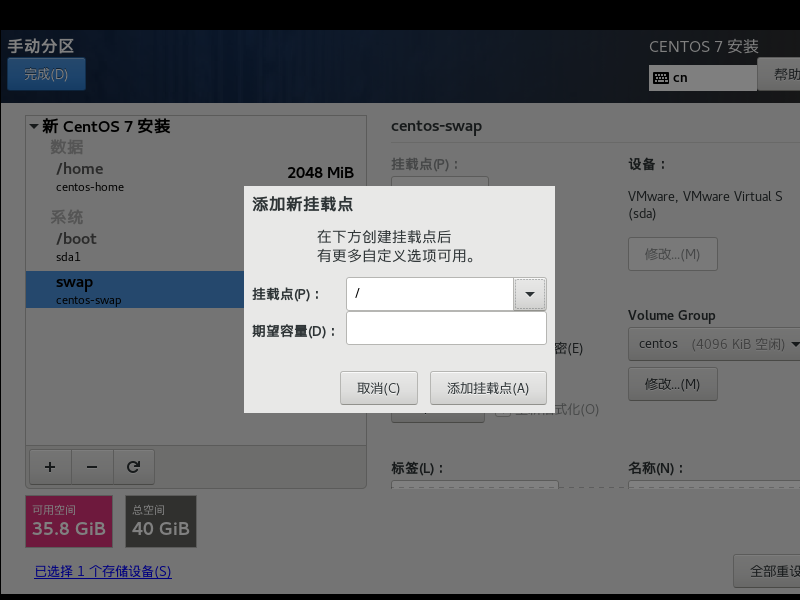 手动分区
CENTOS 7 安装
完成(D)
cn
帮助
新 CentOS 7 安装
数据
/home
2048 MiB
centos-home
系统
/boot
sda1
swap
centos-swap
centos-swap
挂载点(P)：
设备：
VMware, VMware Virtual S
(sda)
修改...(M)
添加新挂载点
在下方创建挂载点后
有更多自定义选项可用。
挂载点(P)：
/
期望容量(D)：
取消(C)
添加挂载点(A)
密(E)
Volume Group
centos (4096 KiB 空闲)
修改...(M)
标签(L)：
名称(N)：
+
−
可用空间
35.8 GiB
总空间
40 GiB
已选择 1 个存储设备(S)
全部重设